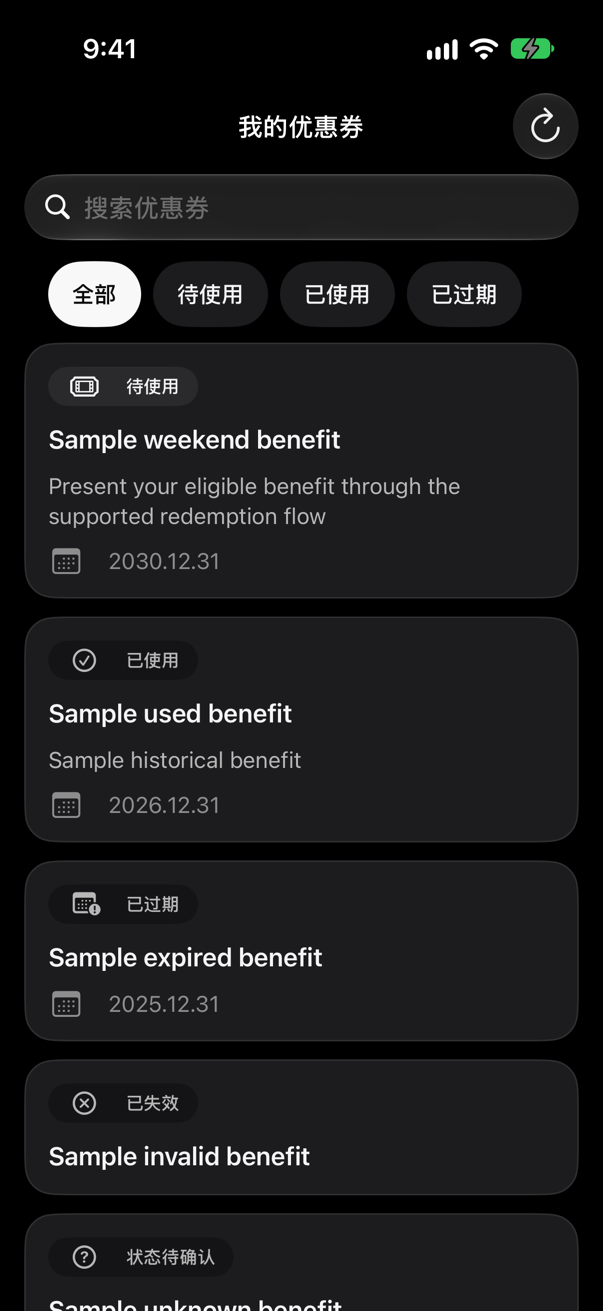 9:41
我的优惠券
搜索优惠券
全部
待使用
已使用
已过期
待使用
Sample weekend benefit
Present your eligible benefit through the
supported redemption flow
2030.12.31
已使用
Sample used benefit
Sample historical benefit
2026.12.31
已过期
Sample expired benefit
2025.12.31
已失效
Sample invalid benefit
状态待确认
Sample unknown benefit